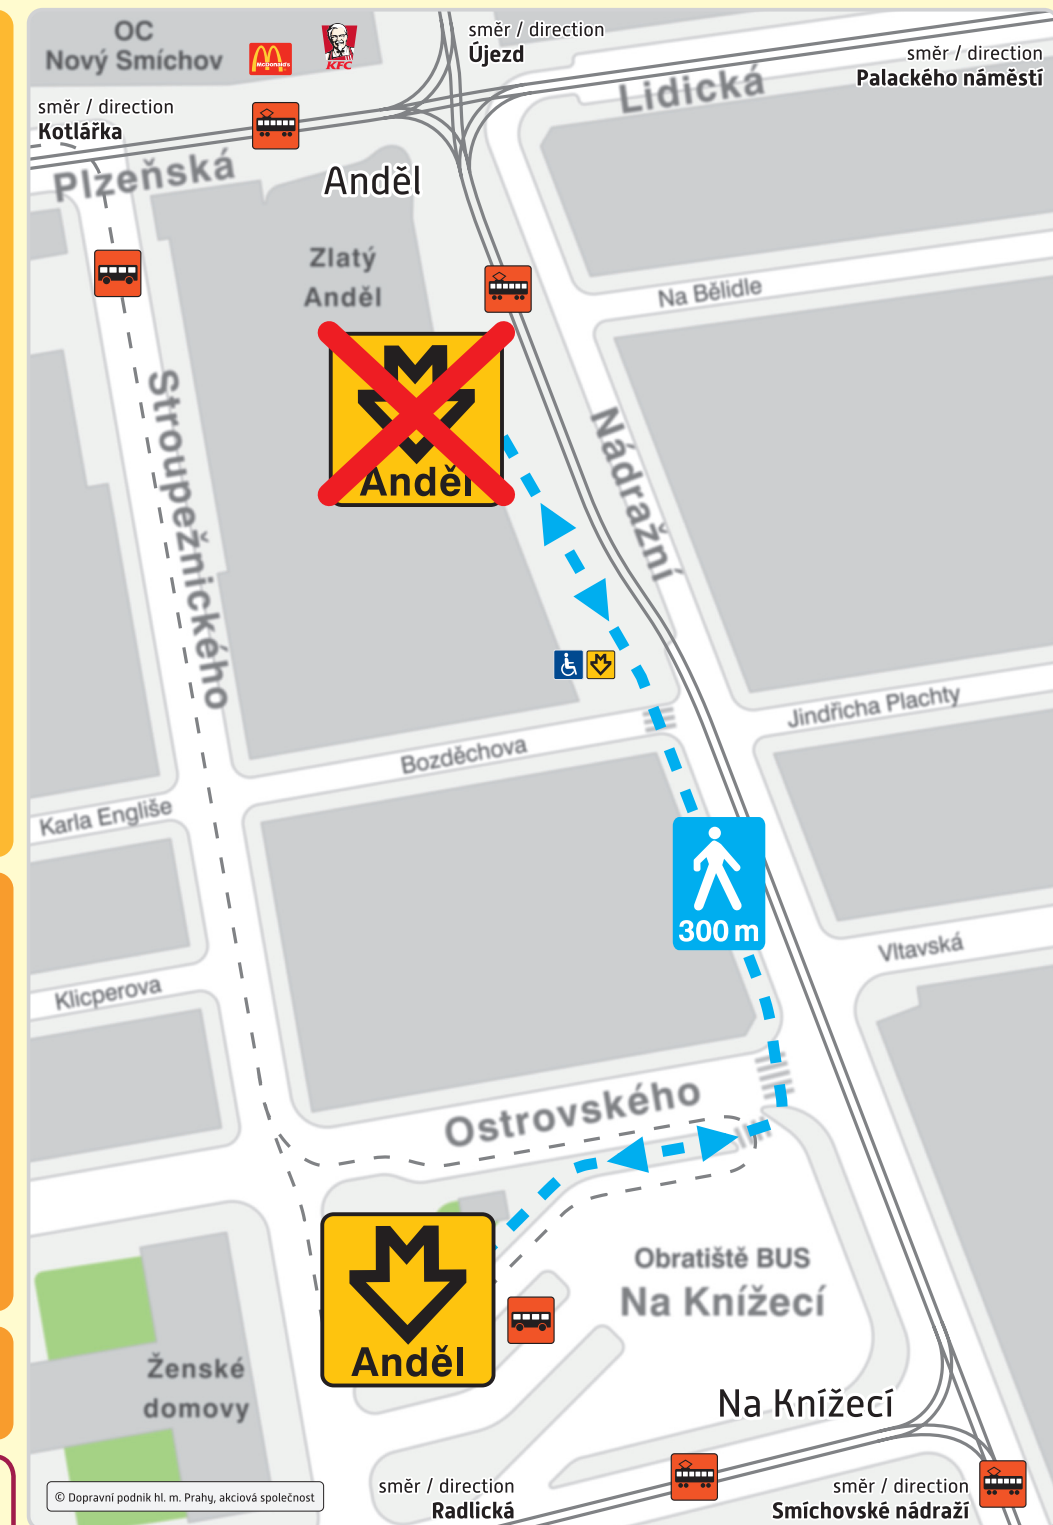 OC
Nový Smíchov
McDonald's
KFC
směr / direction
Újezd
směr / direction
Palackého náměstí
Lidická
směr / direction
Kotlářka
Plzeňská
Anděl
Zlatý
Anděl
Na Bělidle
Stroupežnického
Anděl
Nádražní
Jindřicha Plachty
Bozděchova
Karla Engliše
300 m
Vltavská
Klicperova
Ostrovského
Obratiště BUS
Na Knížecí
Anděl
Ženské
domovy
Na Knížecí
© Dopravní podnik hl. m. Prahy, akciová společnost
směr / direction
Radlická
směr / direction
Smíchovské nádraží